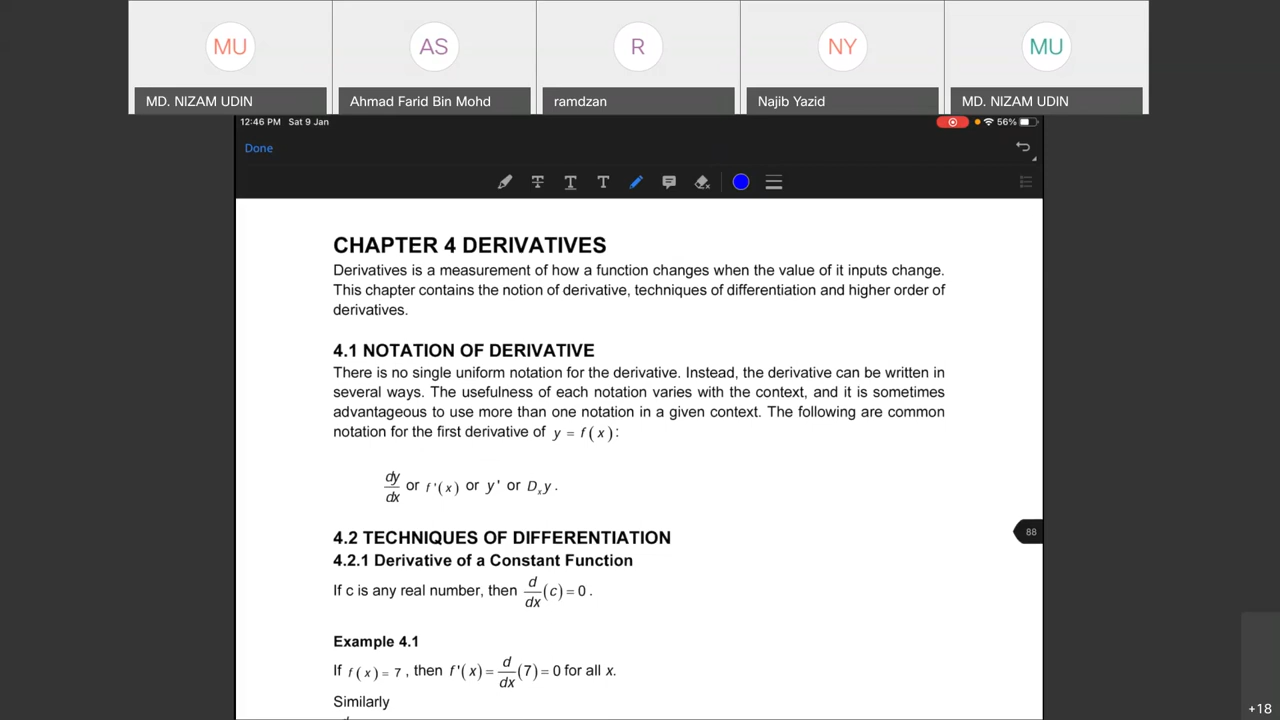 MU AS R NY MU
MD. NIZAM UDIN Ahmad Farid Bin Mohd ramdzan Najib Yazid MD. NIZAM UDIN
12:46 PM Sat 9 Jan 56%
Done
T T T
CHAPTER 4 DERIVATIVES
Derivatives is a measurement of how a function changes when the value of it inputs change.
This chapter contains the notion of derivative, techniques of differentiation and higher order of
derivatives.
4.1 NOTATION OF DERIVATIVE
There is no single uniform notation for the derivative. Instead, the derivative can be written in
several ways. The usefulness of each notation varies with the context, and it is sometimes
advantageous to use more than one notation in a given context. The following are common
notation for the first derivative of y = f(x):
dy/dx or f'(x) or y' or Dₓy.
88
4.2 TECHNIQUES OF DIFFERENTIATION
4.2.1 Derivative of a Constant Function
If c is any real number, then d/dx(c)=0.
Example 4.1
If f(x)=7, then f'(x)=d/dx(7)=0 for all x.
Similarly
+18